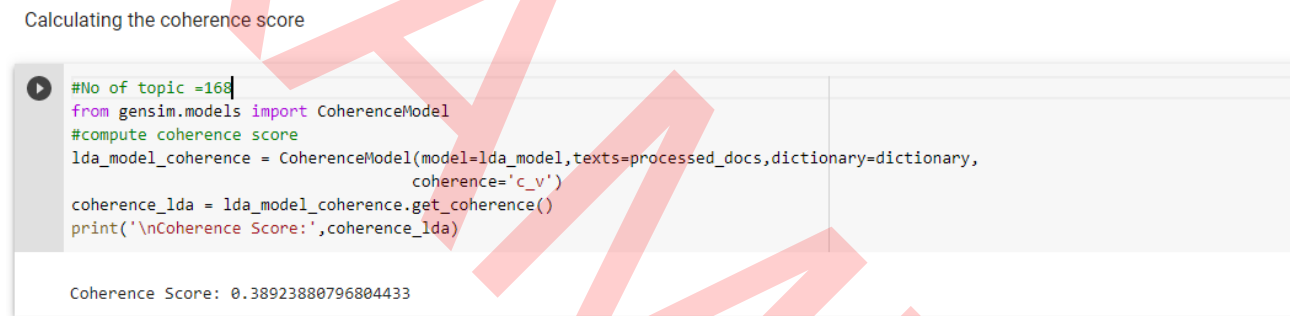 Calculating the coherence score
#No of topic =168
from gensim.models import CoherenceModel
#compute coherence score
lda_model_coherence = CoherenceModel(model=lda_model,texts=processed_docs,dictionary=dictionary,
coherence='c_v')
coherence_lda = lda_model_coherence.get_coherence()
print('\nCoherence Score:',coherence_lda)
Coherence Score: 0.38923880796804433